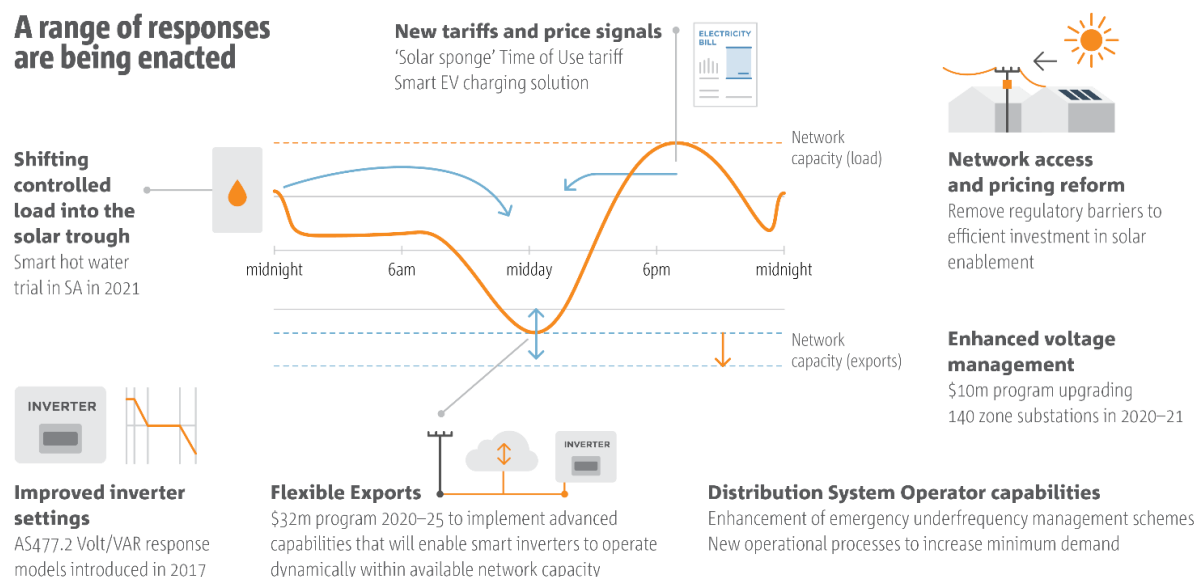 A range of responses
are being enacted
New tariffs and price signals
‘Solar sponge’ Time of Use tariff
Smart EV charging solution
ELECTRICITY
BILL
Network
capacity (load)
Shifting
controlled
load into the
solar trough
Smart hot water
trial in SA in 2021
midnight
6am
midday
6pm
midnight
Network
capacity (exports)
Network access
and pricing reform
Remove regulatory barriers to
efficient investment in solar
enablement
Enhanced voltage
management
$10m program upgrading
140 zone substations in 2020–21
INVERTER
Improved inverter
settings
AS477.2 Volt/VAR response
models introduced in 2017
INVERTER
Flexible Exports
$32m program 2020–25 to implement advanced
capabilities that will enable smart inverters to operate
dynamically within available network capacity
Distribution System Operator capabilities
Enhancement of emergency underfrequency management schemes
New operational processes to increase minimum demand